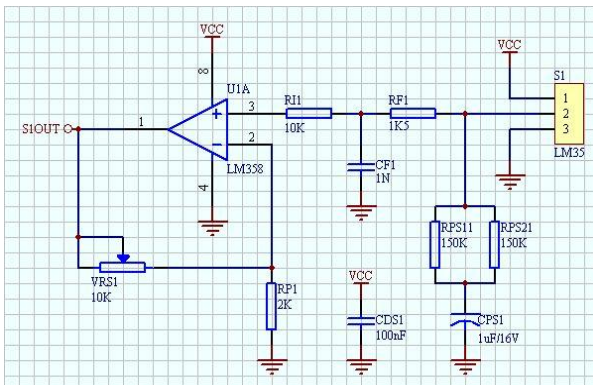 VCC
8
U1A
VCC
S1
3
RI1
RF1
1
S1OUT
1
2
3
10K
1K5
2
LM358
CF1
1N
LM35
4
RPS11
150K
RPS21
150K
VRS1
10K
RP1
2K
VCC
CDS1
100nF
CPS1
1uF/16V